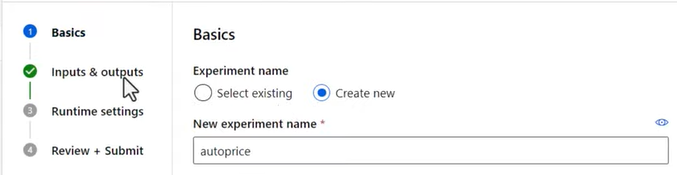 1 Basics
Inputs & outputs
3 Runtime settings
4 Review + Submit
Basics
Experiment name
Select existing Create new
New experiment name *
autoprice